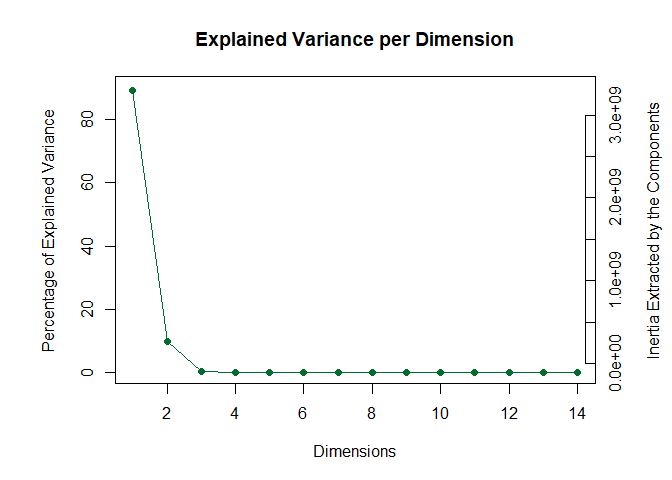 Explained Variance per Dimension
Percentage of Explained Variance
0
20
40
60
80
2
4
6
8
10
12
14
Dimensions
0.0e+00
1.0e+09
2.0e+09
3.0e+09
Inertia Extracted by the Components